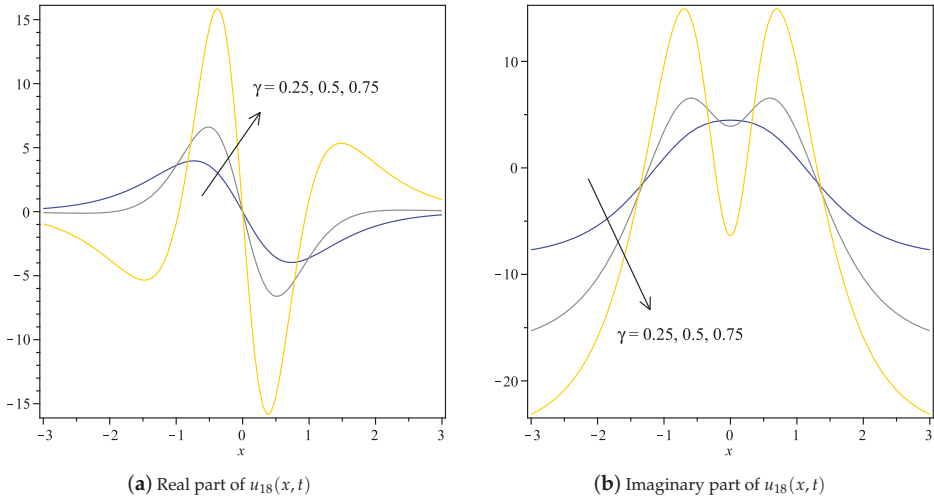 15
10
5
0
−5
−10
−15
γ = 0.25, 0.5, 0.75
−3 −2 −1 0 1 2 3
x
10
0
−10
−20
γ = 0.25, 0.5, 0.75
−3 −2 −1 0 1 2 3
x
(a) Real part of u₁₈(x, t)
(b) Imaginary part of u₁₈(x, t)